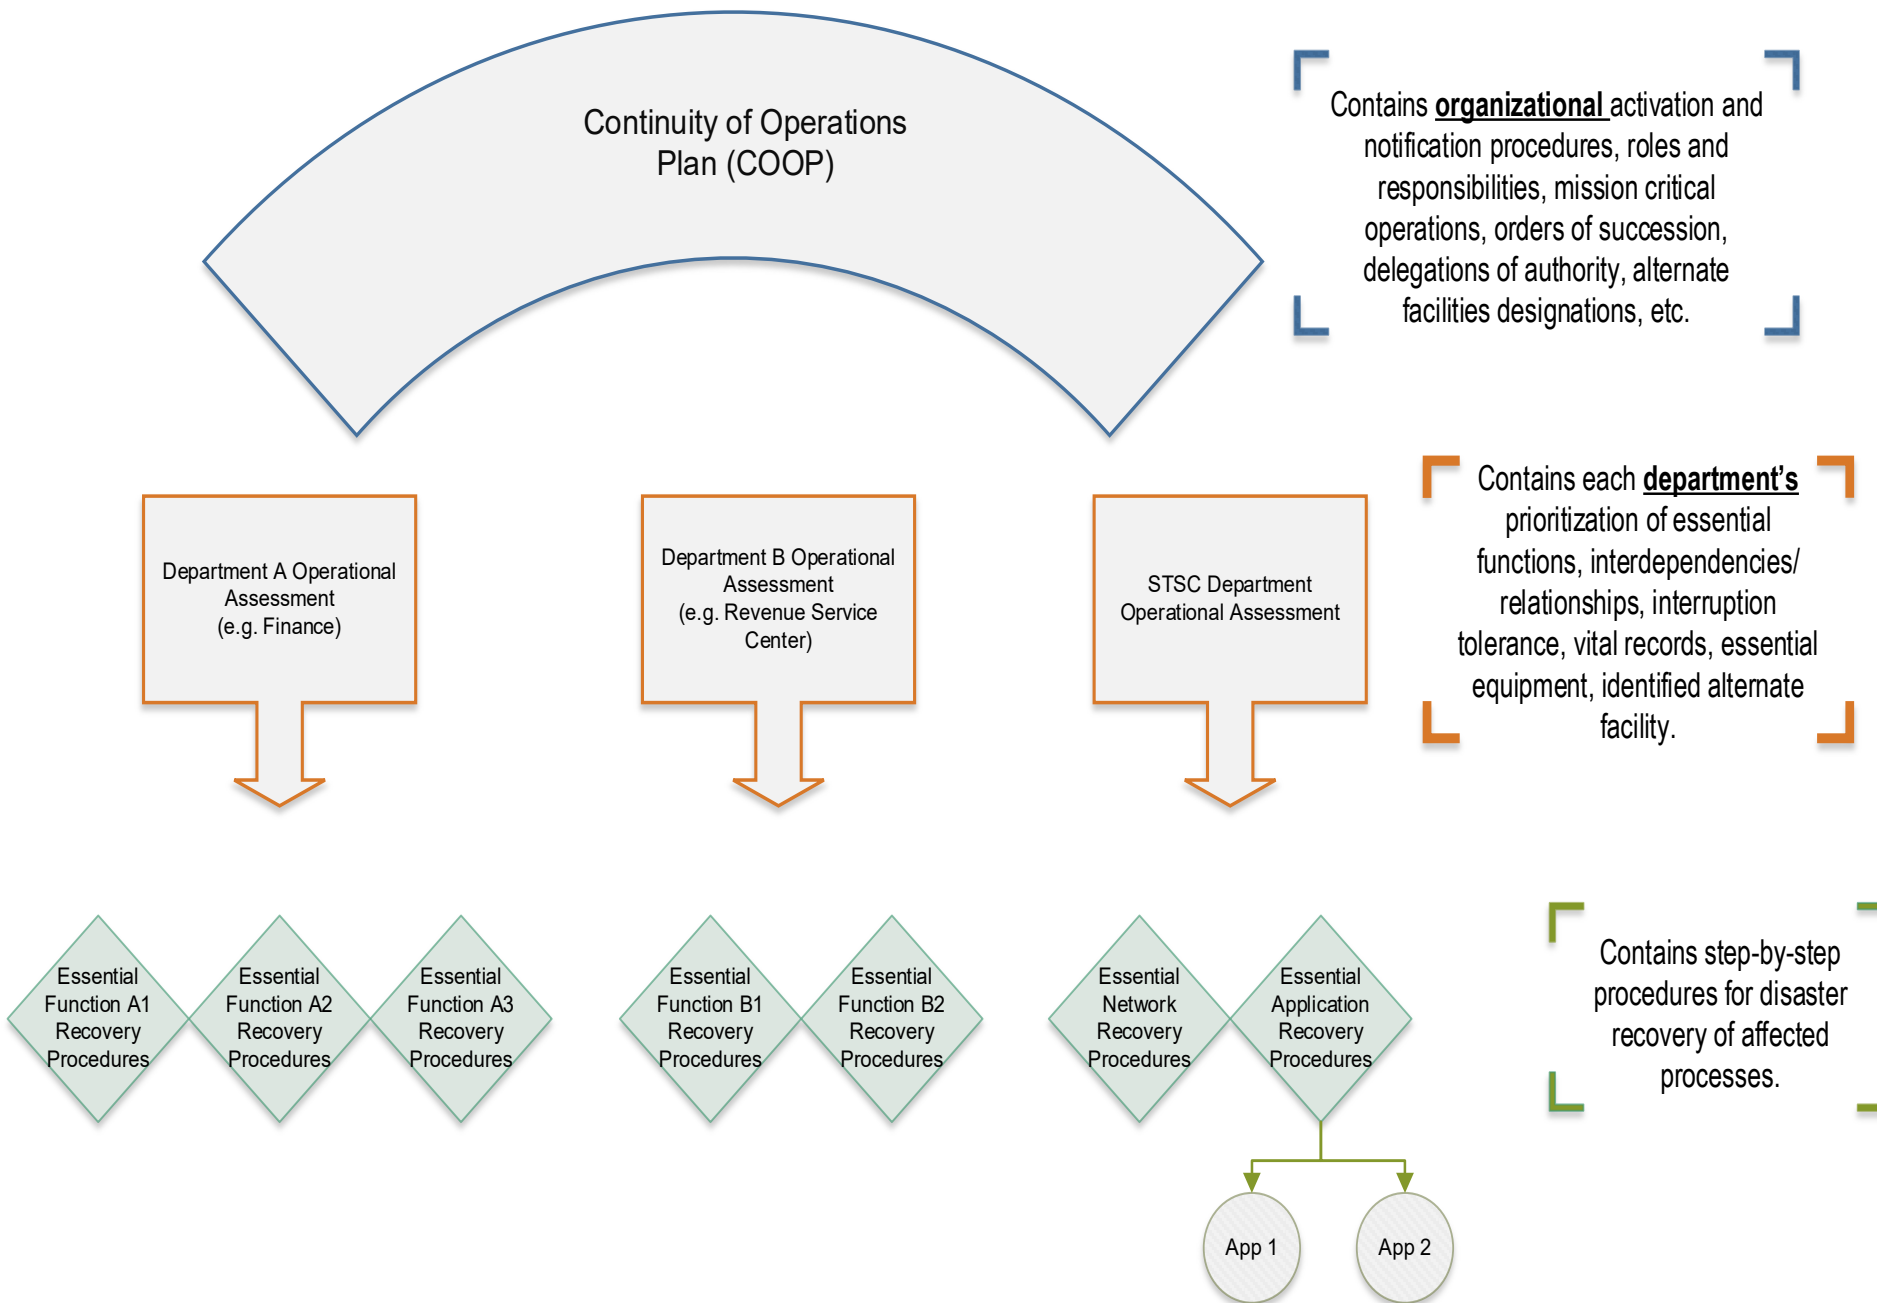 Continuity of Operations
Plan (COOP)
Contains organizational activation and
notification procedures, roles and
responsibilities, mission critical
operations, orders of succession,
delegations of authority, alternate
facilities designations, etc.
Department A Operational
Assessment
(e.g. Finance)
Department B Operational
Assessment
(e.g. Revenue Service
Center)
STSC Department
Operational Assessment
Contains each department’s
prioritization of essential
functions, interdependencies/
relationships, interruption
tolerance, vital records, essential
equipment, identified alternate
facility.
Essential
Function A1
Recovery
Procedures
Essential
Function A2
Recovery
Procedures
Essential
Function A3
Recovery
Procedures
Essential
Function B1
Recovery
Procedures
Essential
Function B2
Recovery
Procedures
Essential
Network
Recovery
Procedures
Essential
Application
Recovery
Procedures
Contains step-by-step
procedures for disaster
recovery of affected
processes.
App 1
App 2